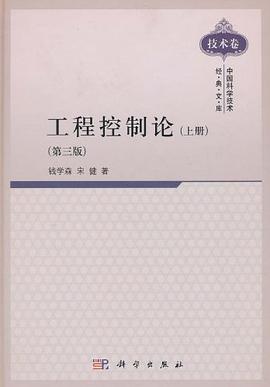 技术卷
中国科学技术
经·典·文·库
工程控制论(上册)
(第三版)
钱学森 宋 健 著
科学出版社